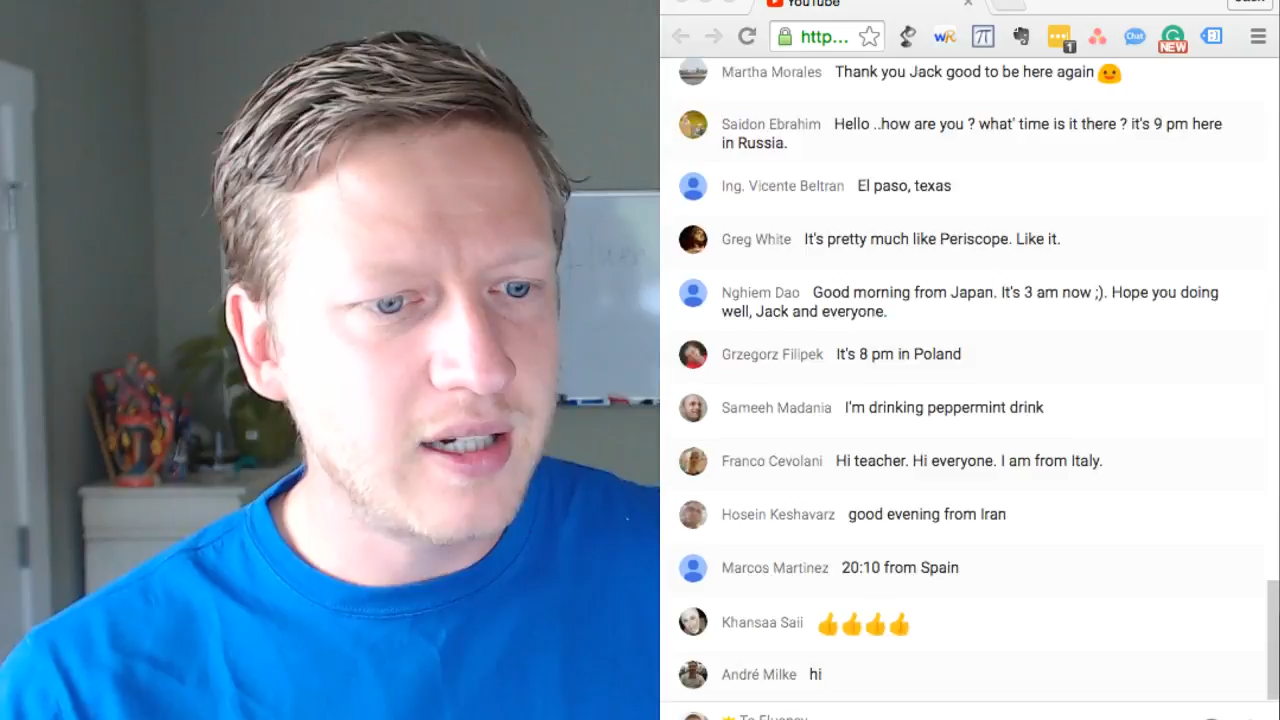 YouTube
http...
wR
π
1
Chat
NEW
Martha Morales Thank you Jack good to be here again
Saidon Ebrahim Hello ..how are you ? what' time is it there ? it's 9 pm here
in Russia.
Ing. Vicente Beltran El paso, texas
Greg White It's pretty much like Periscope. Like it.
Nghiem Dao Good morning from Japan. It's 3 am now ;). Hope you doing
well, Jack and everyone.
Grzegorz Filipek It's 8 pm in Poland
Sameeh Madania I'm drinking peppermint drink
Franco Cevolani Hi teacher. Hi everyone. I am from Italy.
Hosein Keshavarz good evening from Iran
Marcos Martinez 20:10 from Spain
Khansaa Saii 👍👍👍👍
André Milke hi
To Fluency